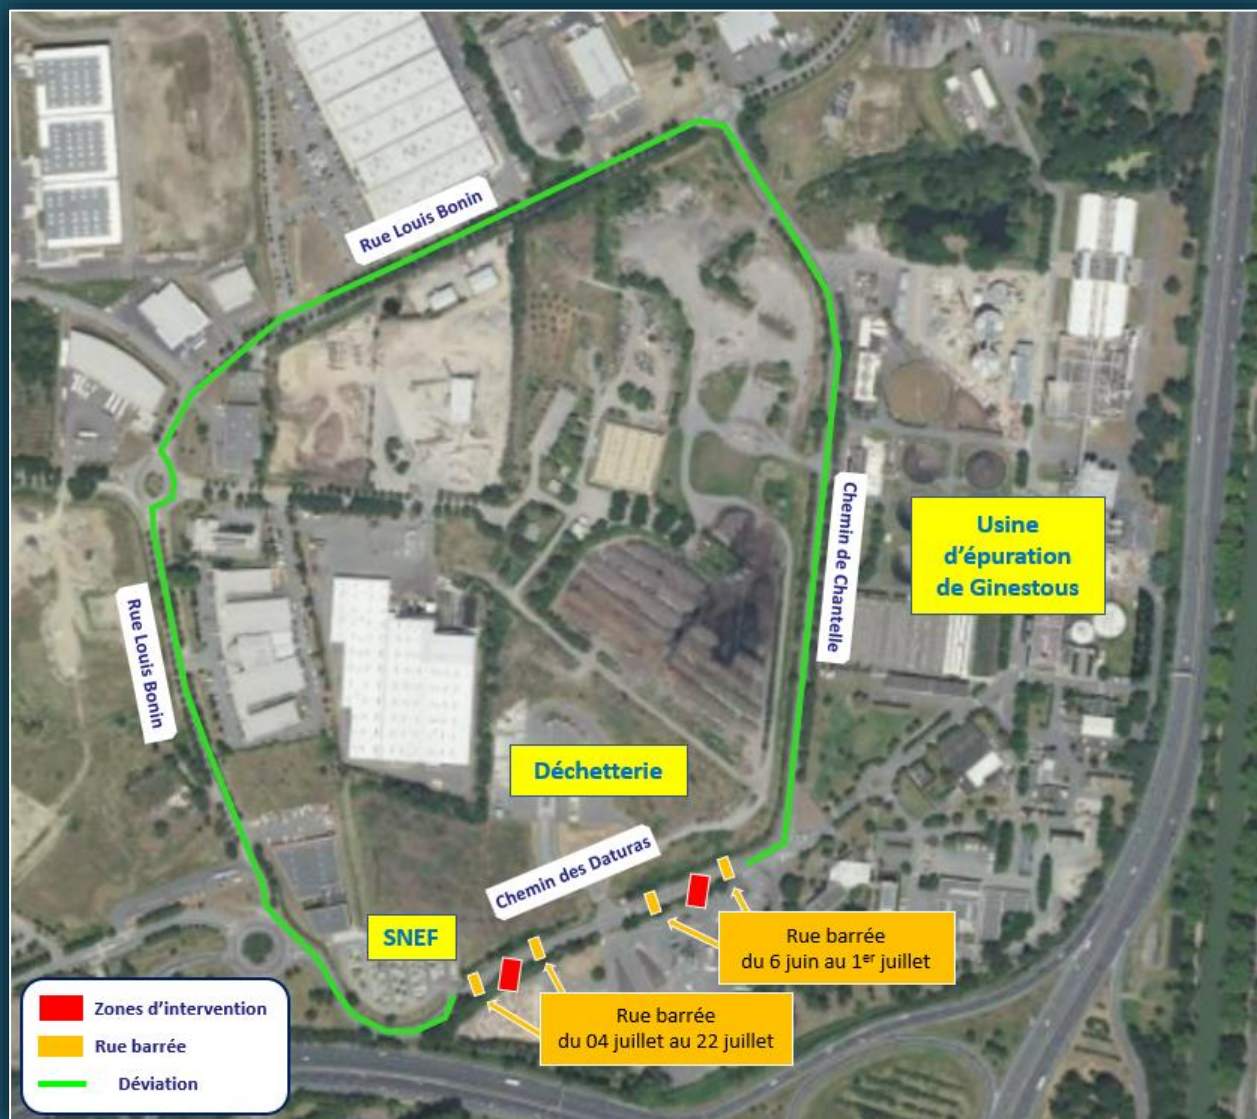 Rue Louis Bonin
Chemin de Chantelle
Usine
d'épuration
de Ginestous
Rue Louis Bonin
Déchetterie
Chemin des Daturas
SNEF
Rue barrée
du 6 juin au 1er juillet
Rue barrée
du 04 juillet au 22 juillet
Zones d'intervention
Rue barrée
Déviation